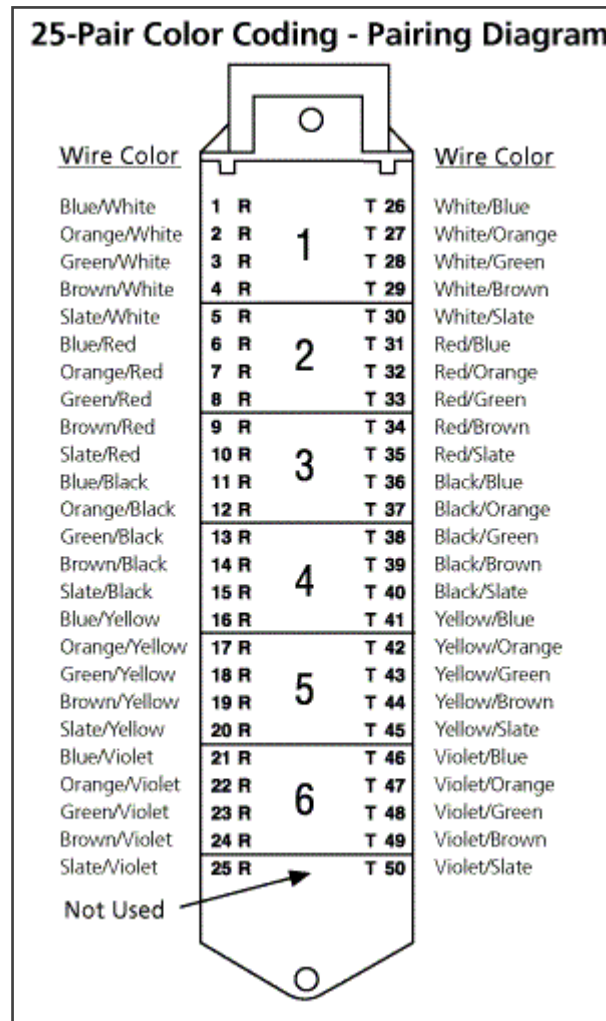 25-Pair Color Coding - Pairing Diagram
Wire Color Wire Color
Blue/White 1 R T 26 White/Blue
Orange/White 2 R T 27 White/Orange
1
Green/White 3 R T 28 White/Green
Brown/White 4 R T 29 White/Brown
Slate/White 5 R T 30 White/Slate
Blue/Red 6 R T 31 Red/Blue
2
Orange/Red 7 R T 32 Red/Orange
Green/Red 8 R T 33 Red/Green
Brown/Red 9 R T 34 Red/Brown
Slate/Red 10 R T 35 Red/Slate
3
Blue/Black 11 R T 36 Black/Blue
Orange/Black 12 R T 37 Black/Orange
Green/Black 13 R T 38 Black/Green
Brown/Black 14 R T 39 Black/Brown
4
Slate/Black 15 R T 40 Black/Slate
Blue/Yellow 16 R T 41 Yellow/Blue
Orange/Yellow 17 R T 42 Yellow/Orange
Green/Yellow 18 R T 43 Yellow/Green
5
Brown/Yellow 19 R T 44 Yellow/Brown
Slate/Yellow 20 R T 45 Yellow/Slate
Blue/Violet 21 R T 46 Violet/Blue
Orange/Violet 22 R T 47 Violet/Orange
6
Green/Violet 23 R T 48 Violet/Green
Brown/Violet 24 R T 49 Violet/Brown
Slate/Violet 25 R T 50 Violet/Slate
Not Used